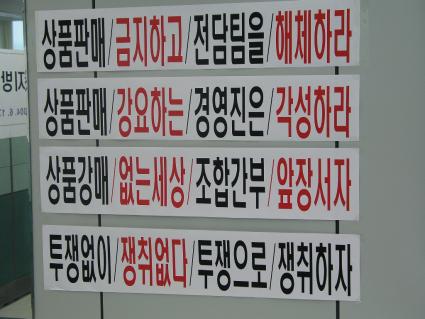 상품판매/금지하고/전담팀을/해체하라
상품판매/강요하는/경영진은/각성하라
상품강매/없는세상/조합간부/앞장서자
투쟁없이/쟁취없다/투쟁으로/쟁취하자